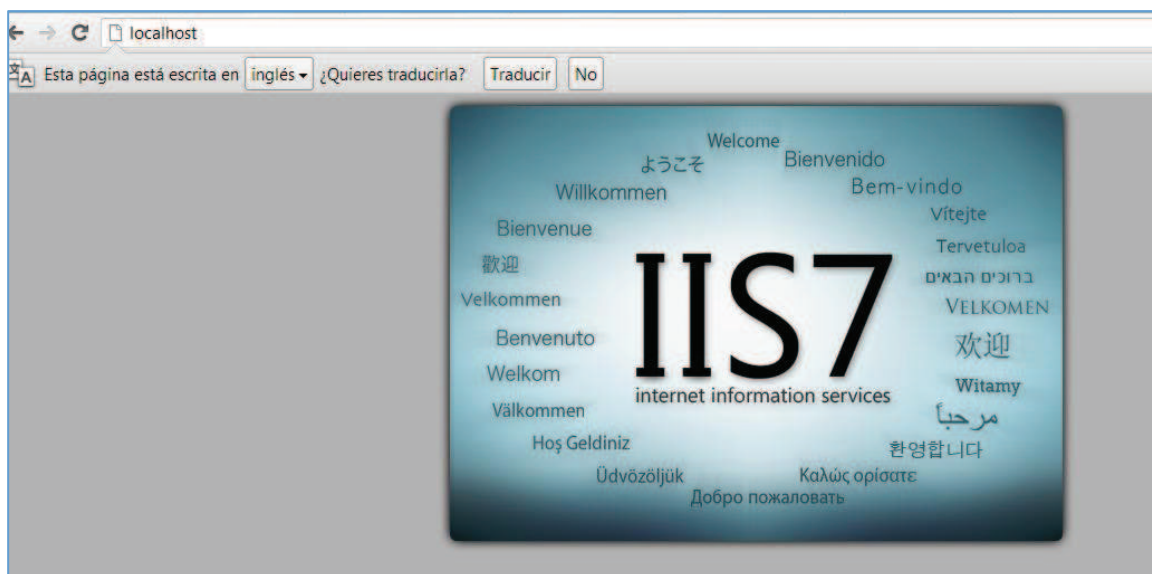 localhost
Esta página está escrita en inglés ¿Quieres traducirla? Traducir No
Welcome
ようこそ
Bienvenido
Willkommen
Bem-vindo
Vítejte
Bienvenue
Tervetuloa
歡迎
ברוכים הבאים
Velkommen
VELKOMEN
IIS7
internet information services
Benvenuto
欢迎
Welkom
Witamy
Välkommen
مرحباً
Hoş Geldiniz
환영합니다
Üdvözöljük
Καλώς ορίσατε
Добро пожаловать